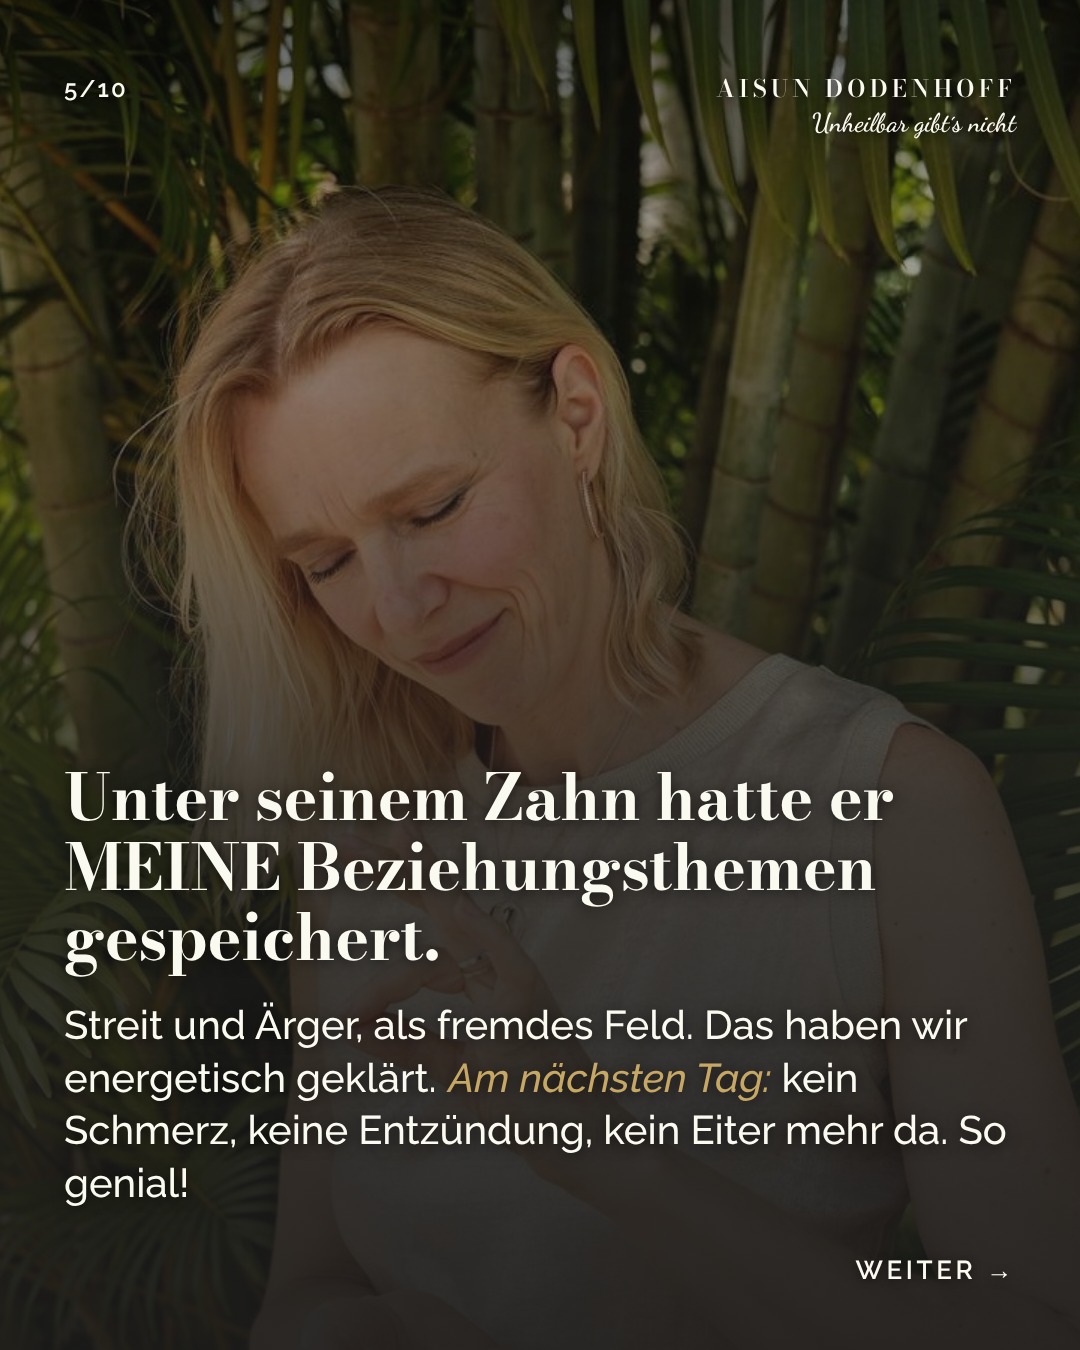 5/10
AISUN DODENHOFF
Unheilbar gibt's nicht
Unter seinem Zahn hatte er
MEINE Beziehungsthemen
gespeichert.
Streit und Ärger, als fremdes Feld. Das haben wir
energetisch geklärt. Am nächsten Tag: kein
Schmerz, keine Entzündung, kein Eiter mehr da. So
genial!
WEITER →